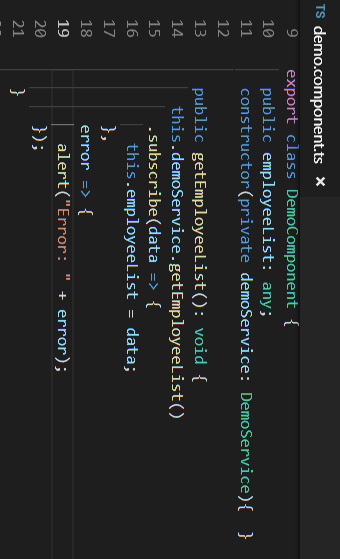 TS demo.component.ts ×
9 export class DemoComponent {
10 public employeeList: any;
11 constructor(private demoService: DemoService){ }
12
13 public getEmployeeList(): void {
14 this.demoService.getEmployeeList()
15 .subscribe(data => {
16 this.employeeList = data;
17 },
18 error => {
19 alert("Error: " + error);
20 });
21 }